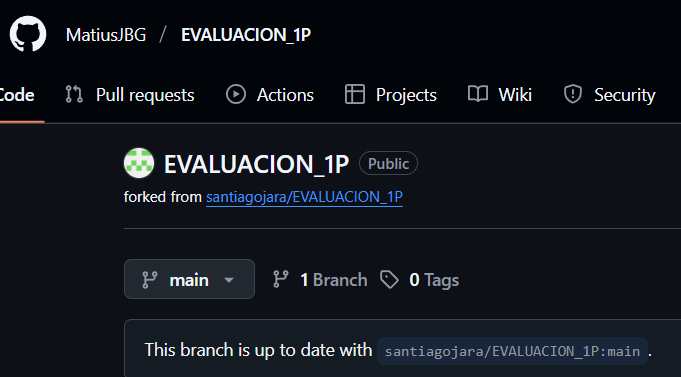 MatiusJBG / EVALUACION_1P
Code Pull requests Actions Projects Wiki Security
EVALUACION_1P Public
forked from santiagojara/EVALUACION_1P
main 1 Branch 0 Tags
This branch is up to date with santiagojara/EVALUACION_1P:main .